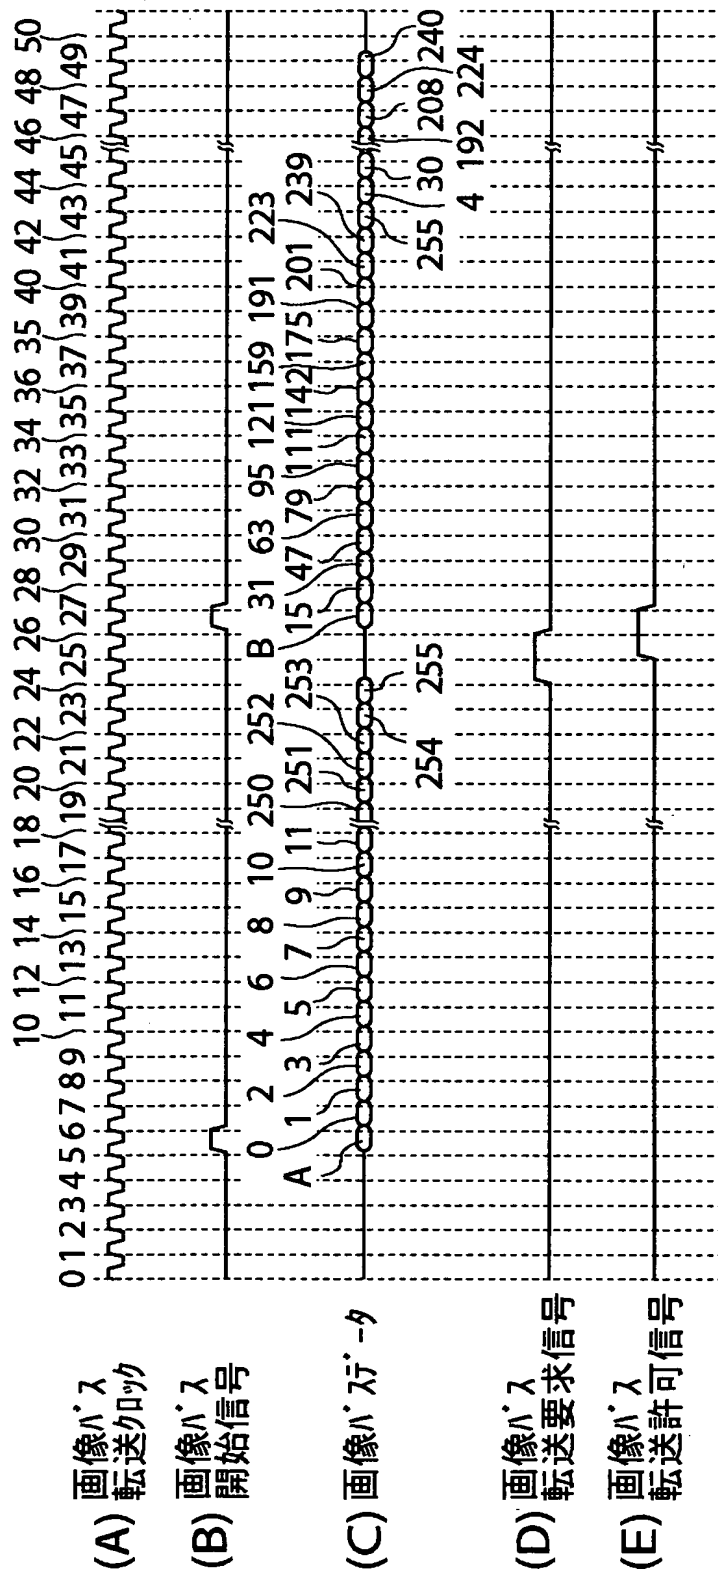 10 12 14 16 18 20 22 24 26 28 30 32 34 36 35 40 42 44 46 48 50
0 1 2 3 4 5 6 7 8 9 11 13 15 17 19 21 23 25 27 29 31 33 35 37 39 41 43 45 47 49
(A) 画像バス
転送クロック
(B) 画像バス
開始信号
0 2 4 6 8 10 250 252 B 31 63 95 121 159 191 223
A 1 3 5 7 9 11 251 253 15 47 79 111 142 175 201 239
(C) 画像バスデータ
254 255 255 30 208 240
4 192 224
(D) 画像バス
転送要求信号
(E) 画像バス
転送許可信号